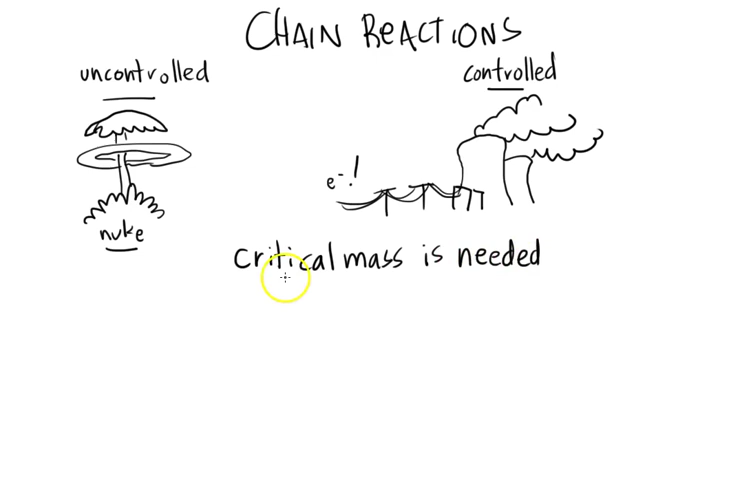 CHAIN REACTIONS
uncontrolled
controlled
e-!
nuke
critical mass is needed